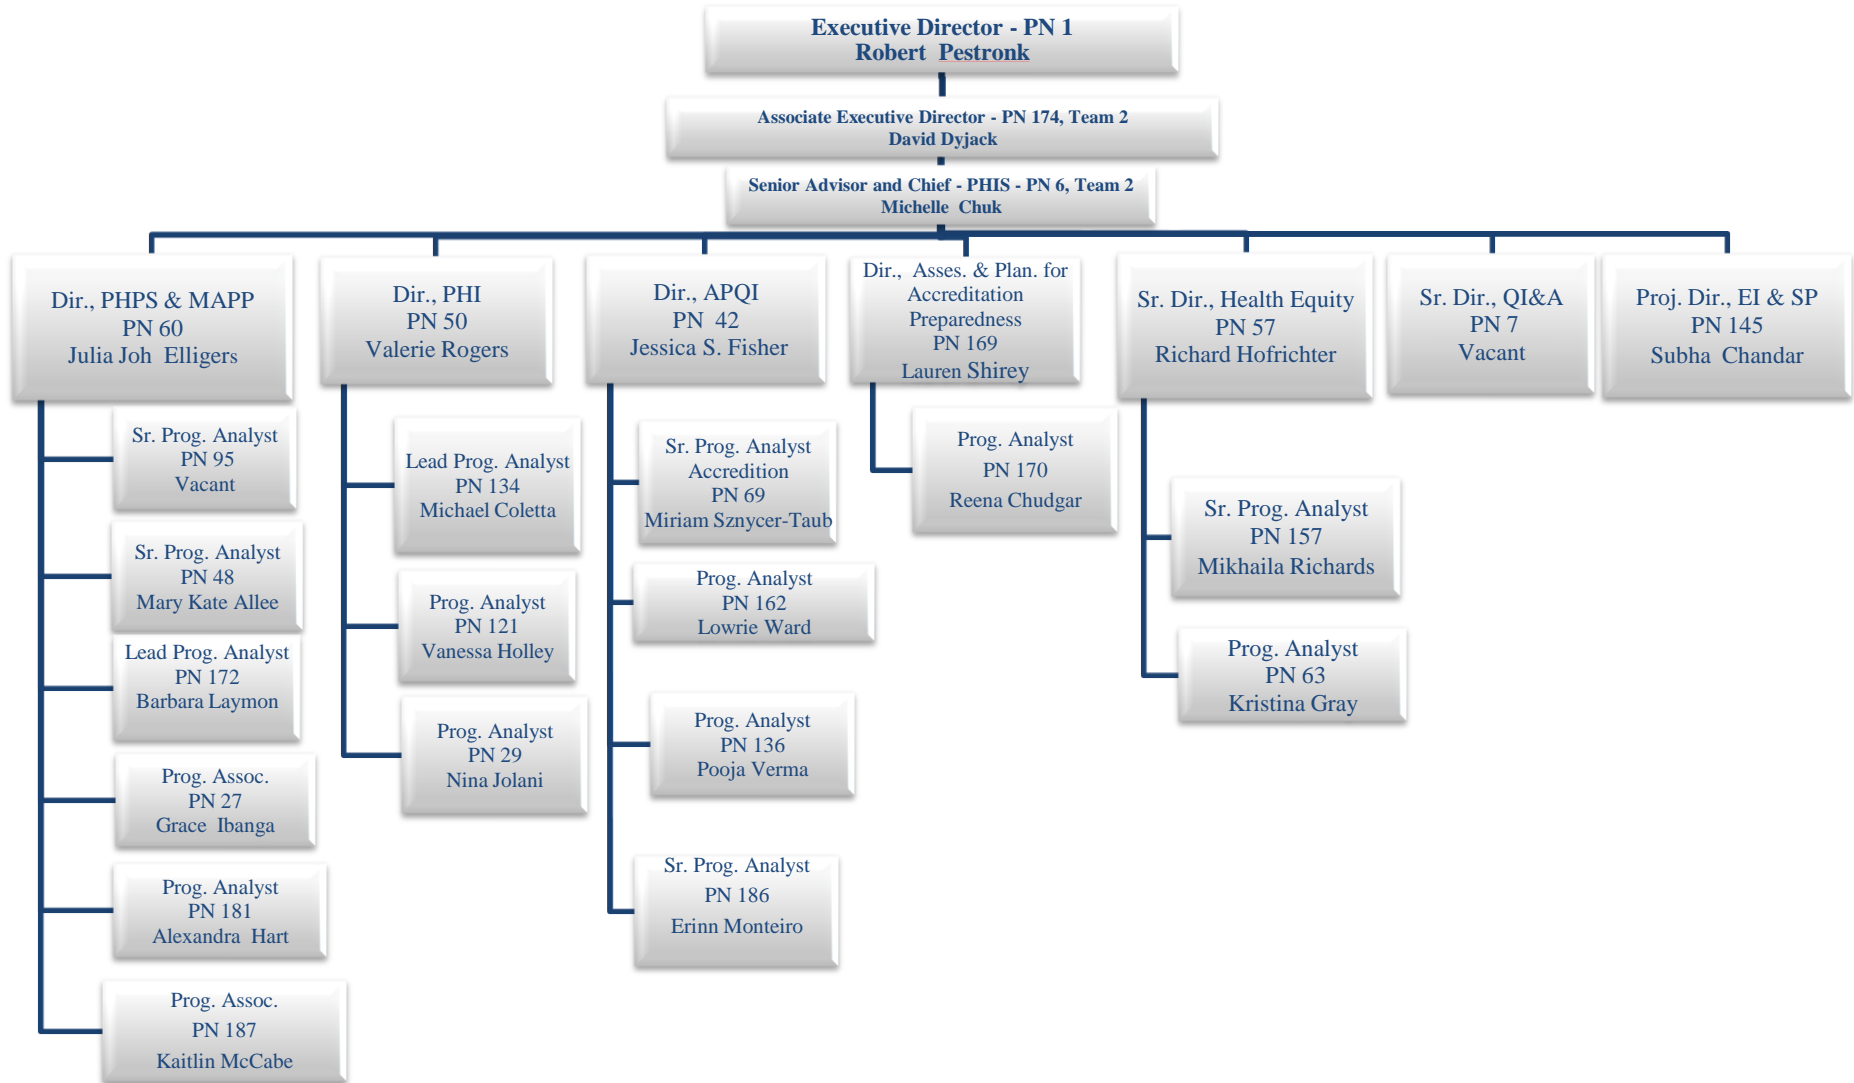 Executive Director - PN 1
Robert Pestronk
Associate Executive Director - PN 174, Team 2
David Dyjack
Senior Advisor and Chief - PHIS - PN 6, Team 2
Michelle Chuk
Dir., PHPS & MAPP
PN 60
Julia Joh Elligers
Sr. Prog. Analyst
PN 95
Vacant
Sr. Prog. Analyst
PN 48
Mary Kate Allee
Lead Prog. Analyst
PN 172
Barbara Laymon
Prog. Assoc.
PN 27
Grace Ibanga
Prog. Analyst
PN 181
Alexandra Hart
Prog. Assoc.
PN 187
Kaitlin McCabe
Dir., PHI
PN 50
Valerie Rogers
Lead Prog. Analyst
PN 134
Michael Coletta
Prog. Analyst
PN 121
Vanessa Holley
Prog. Analyst
PN 29
Nina Jolani
Dir., APQI
PN 42
Jessica S. Fisher
Sr. Prog. Analyst
Accredition
PN 69
Miriam Sznycer-Taub
Prog. Analyst
PN 162
Lowrie Ward
Prog. Analyst
PN 136
Pooja Verma
Sr. Prog. Analyst
PN 186
Erinn Monteiro
Dir., Asses. & Plan. for
Accreditation
Preparedness
PN 169
Lauren Shirey
Prog. Analyst
PN 170
Reena Chudgar
Sr. Dir., Health Equity
PN 57
Richard Hofrichter
Sr. Prog. Analyst
PN 157
Mikhaila Richards
Prog. Analyst
PN 63
Kristina Gray
Sr. Dir., QI&A
PN 7
Vacant
Proj. Dir., EI & SP
PN 145
Subha Chandar